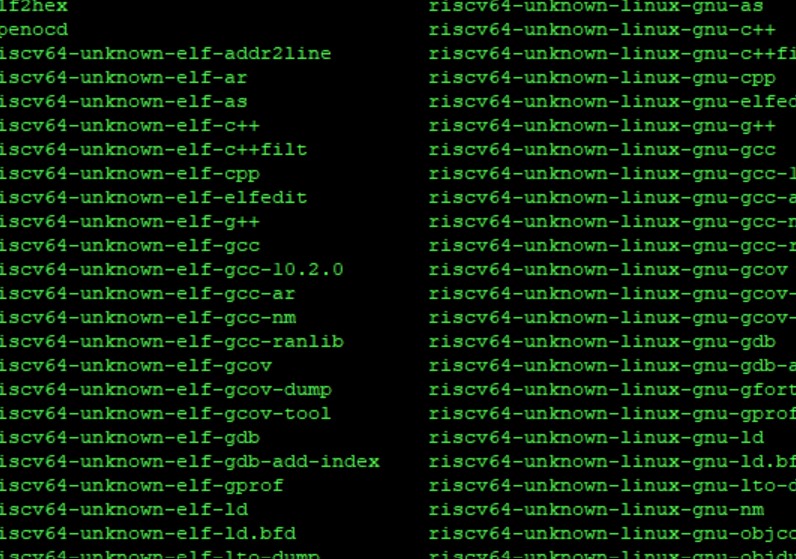 lf2hex
penocd
iscv64-unknown-elf-addr2line
iscv64-unknown-elf-ar
iscv64-unknown-elf-as
iscv64-unknown-elf-c++
iscv64-unknown-elf-c++filt
iscv64-unknown-elf-cpp
iscv64-unknown-elf-elfedit
iscv64-unknown-elf-g++
iscv64-unknown-elf-gcc
iscv64-unknown-elf-gcc-10.2.0
iscv64-unknown-elf-gcc-ar
iscv64-unknown-elf-gcc-nm
iscv64-unknown-elf-gcc-ranlib
iscv64-unknown-elf-gcov
iscv64-unknown-elf-gcov-dump
iscv64-unknown-elf-gcov-tool
iscv64-unknown-elf-gdb
iscv64-unknown-elf-gdb-add-index
iscv64-unknown-elf-gprof
iscv64-unknown-elf-ld
iscv64-unknown-elf-ld.bfd
iscv64-unknown-elf-lto-dump
riscv64-unknown-linux-gnu-as
riscv64-unknown-linux-gnu-c++
riscv64-unknown-linux-gnu-c++fi
riscv64-unknown-linux-gnu-cpp
riscv64-unknown-linux-gnu-elfed
riscv64-unknown-linux-gnu-g++
riscv64-unknown-linux-gnu-gcc
riscv64-unknown-linux-gnu-gcc-1
riscv64-unknown-linux-gnu-gcc-a
riscv64-unknown-linux-gnu-gcc-n
riscv64-unknown-linux-gnu-gcc-r
riscv64-unknown-linux-gnu-gcov
riscv64-unknown-linux-gnu-gcov-
riscv64-unknown-linux-gnu-gcov-
riscv64-unknown-linux-gnu-gdb
riscv64-unknown-linux-gnu-gdb-a
riscv64-unknown-linux-gnu-gfort
riscv64-unknown-linux-gnu-gprof
riscv64-unknown-linux-gnu-ld
riscv64-unknown-linux-gnu-ld.bf
riscv64-unknown-linux-gnu-lto-d
riscv64-unknown-linux-gnu-nm
riscv64-unknown-linux-gnu-objco
riscv64-unknown-linux-gnu-objdu